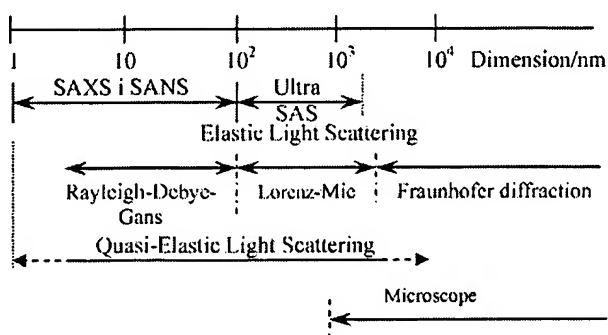 1 10 10² 10³ 10⁴ Dimension/nm
SAXS i SANS Ultra
SAS
Elastic Light Scattering
Rayleigh-Debye- Lorenz-Mie Fraunhofer diffraction
Gans
Quasi-Elastic Light Scattering
Microscope